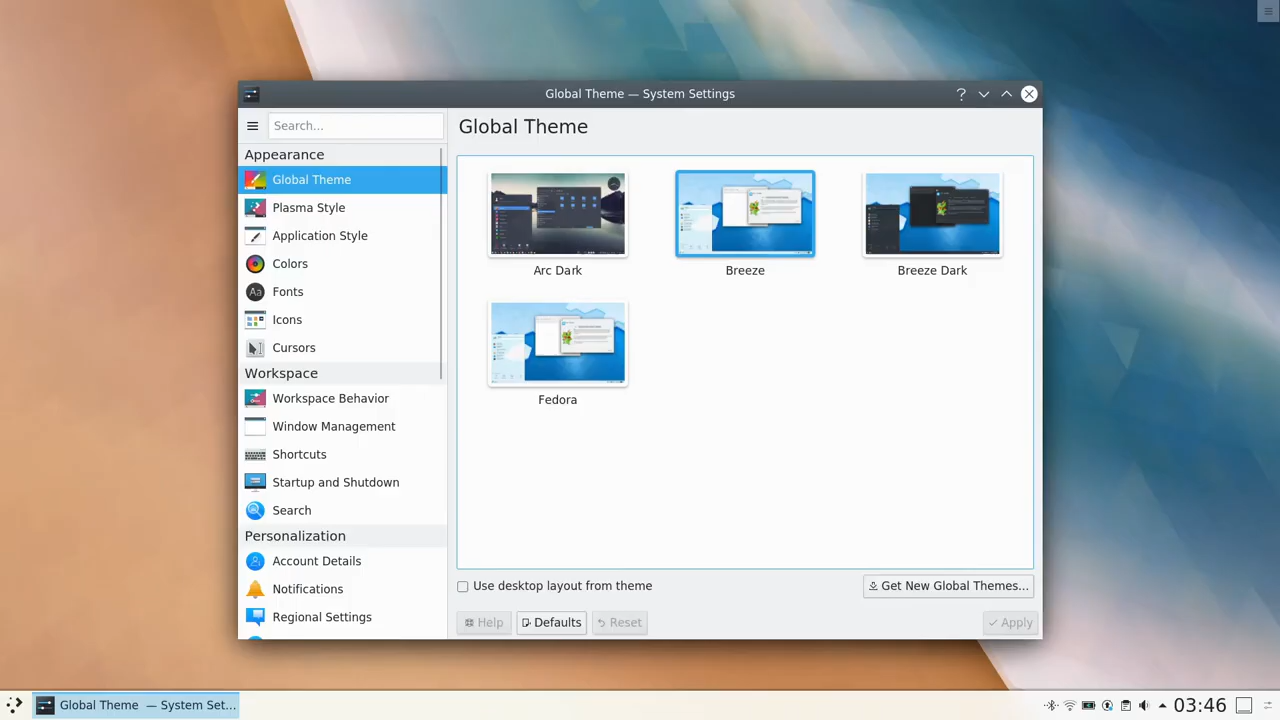 Global Theme — System Settings
Search...
Global Theme
Appearance
Global Theme
Plasma Style
Application Style
Colors
Aa
Fonts
Icons
Cursors
Workspace
Workspace Behavior
Window Management
Shortcuts
Startup and Shutdown
Search
Personalization
Account Details
Notifications
Regional Settings
Arc Dark
Breeze
Breeze Dark
Fedora
Use desktop layout from theme
Get New Global Themes...
Help
Defaults
Reset
Apply
Global Theme — System Set...
03:46